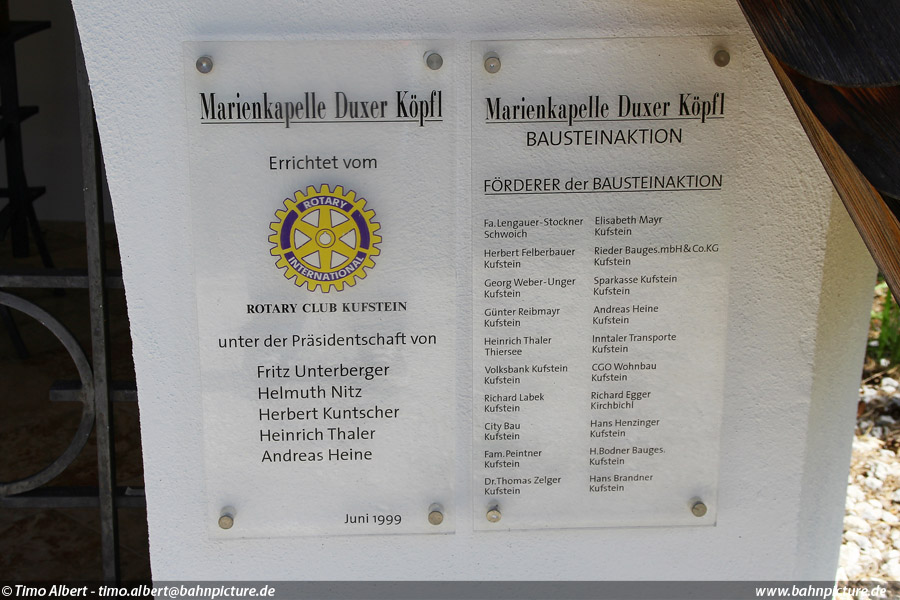 Marienkapelle Duxer Köpfl
Errichtet vom
ROTARY
INTERNATIONAL
ROTARY CLUB KUFSTEIN
unter der Präsidentschaft von
Fritz Unterberger
Helmuth Nitz
Herbert Kuntscher
Heinrich Thaler
Andreas Heine
Juni 1999
Marienkapelle Duxer Köpfl
BAUSTEINAKTION
FÖRDERER der BAUSTEINAKTION
Fa.Lengauer-Stockner
Schwoich
Herbert Felberbauer
Kufstein
Georg Weber-Unger
Kufstein
Günter Reibmayr
Kufstein
Heinrich Thaler
Thiersee
Volksbank Kufstein
Kufstein
Richard Labek
Kufstein
City Bau
Kufstein
Fam.Peintner
Kufstein
Dr.Thomas Zelger
Kufstein
Elisabeth Mayr
Kufstein
Rieder Bauges.mbH&Co.KG
Kufstein
Sparkasse Kufstein
Kufstein
Andreas Heine
Kufstein
Inntaler Transporte
Kufstein
CGO Wohnbau
Kufstein
Richard Egger
Kirchbichl
Hans Henzinger
Kufstein
H.Bodner Bauges.
Kufstein
Hans Brandner
Kufstein
© Timo Albert - timo.albert@bahnpicture.de
www.bahnpicture.de